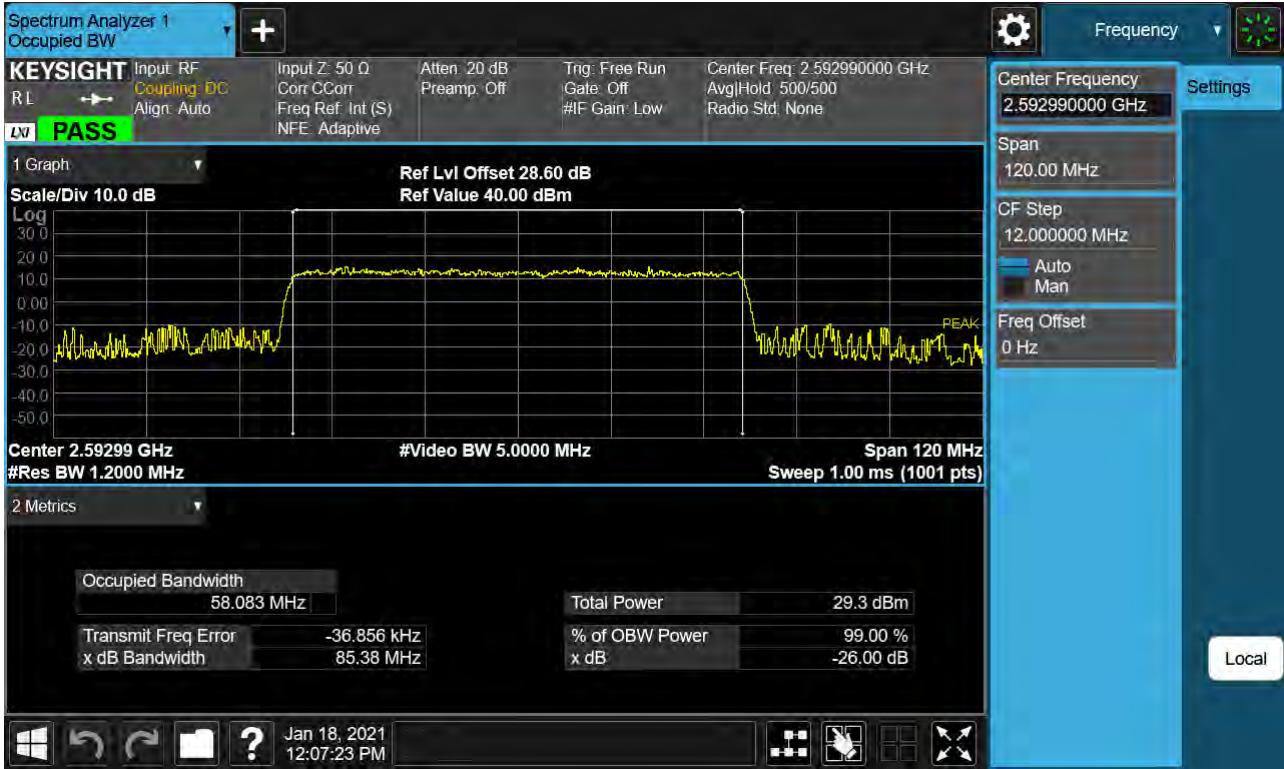 Spectrum Analyzer 1
Occupied BW
+
Frequency
KEYSIGHT
RL
LXI
PASS
Input: RF
Coupling: DC
Align: Auto
Input Z: 50 Ω
Corr CCorr
Freq Ref: Int (S)
NFE: Adaptive
Atten: 20 dB
Preamp: Off
Trig: Free Run
Gate: Off
#IF Gain: Low
Center Freq: 2.592990000 GHz
Avg|Hold: 500/500
Radio Std: None
Center Frequency
2.592990000 GHz
Settings
Span
120.00 MHz
CF Step
12.000000 MHz
Auto
Man
Freq Offset
0 Hz
1 Graph
Scale/Div 10.0 dB
Ref Lvl Offset 28.60 dB
Ref Value 40.00 dBm
Log
30.0
20.0
10.0
0.00
-10.0
-20.0
-30.0
-40.0
-50.0
PEAK
Center 2.59299 GHz
#Video BW 5.0000 MHz
Span 120 MHz
#Res BW 1.2000 MHz
Sweep 1.00 ms (1001 pts)
2 Metrics
Occupied Bandwidth
58.083 MHz
Total Power 29.3 dBm
Transmit Freq Error -36.856 kHz
% of OBW Power 99.00 %
x dB Bandwidth 85.38 MHz
x dB -26.00 dB
Local
?
Jan 18, 2021
12:07:23 PM